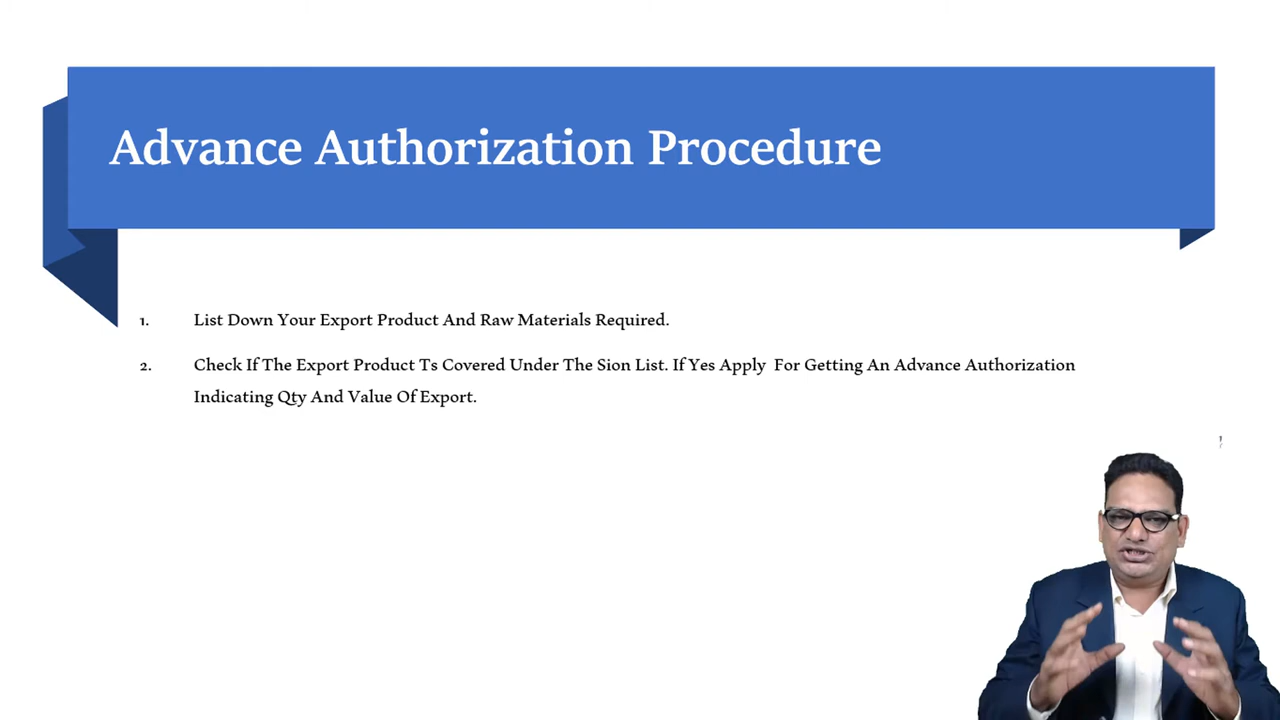 Advance Authorization Procedure
1. List Down Your Export Product And Raw Materials Required.
2. Check If The Export Product Ts Covered Under The Sion List. If Yes Apply For Getting An Advance Authorization
Indicating Qty And Value Of Export.